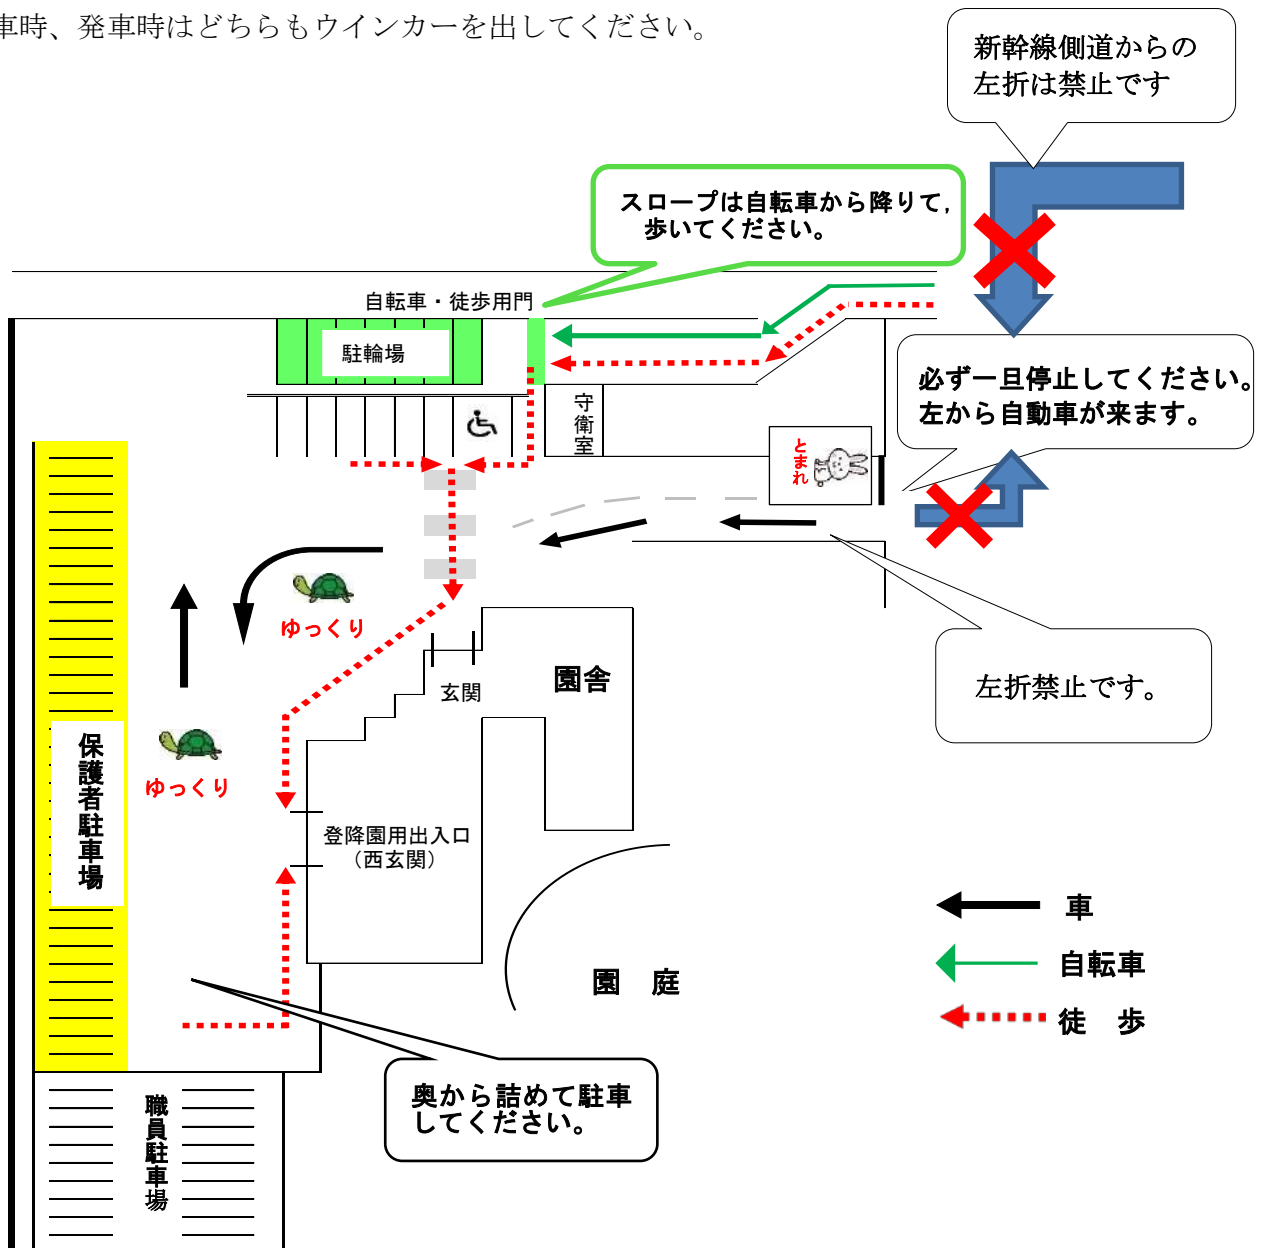 車時、発車時はどちらもウインカーを出してください。
新幹線側道からの
左折は禁止です
スロープは自転車から降りて,
歩いてください。
自転車・徒歩用門
駐輪場
守衛室
必ず一旦停止してください。
左から自動車が来ます。
とまれ
ゆっくり
玄関
園舎
左折禁止です。
ゆっくり
保護者駐車場
登降園用出入口
（西玄関）
車
自転車
徒　歩
園　庭
奥から詰めて駐車
してください。
職員駐車場